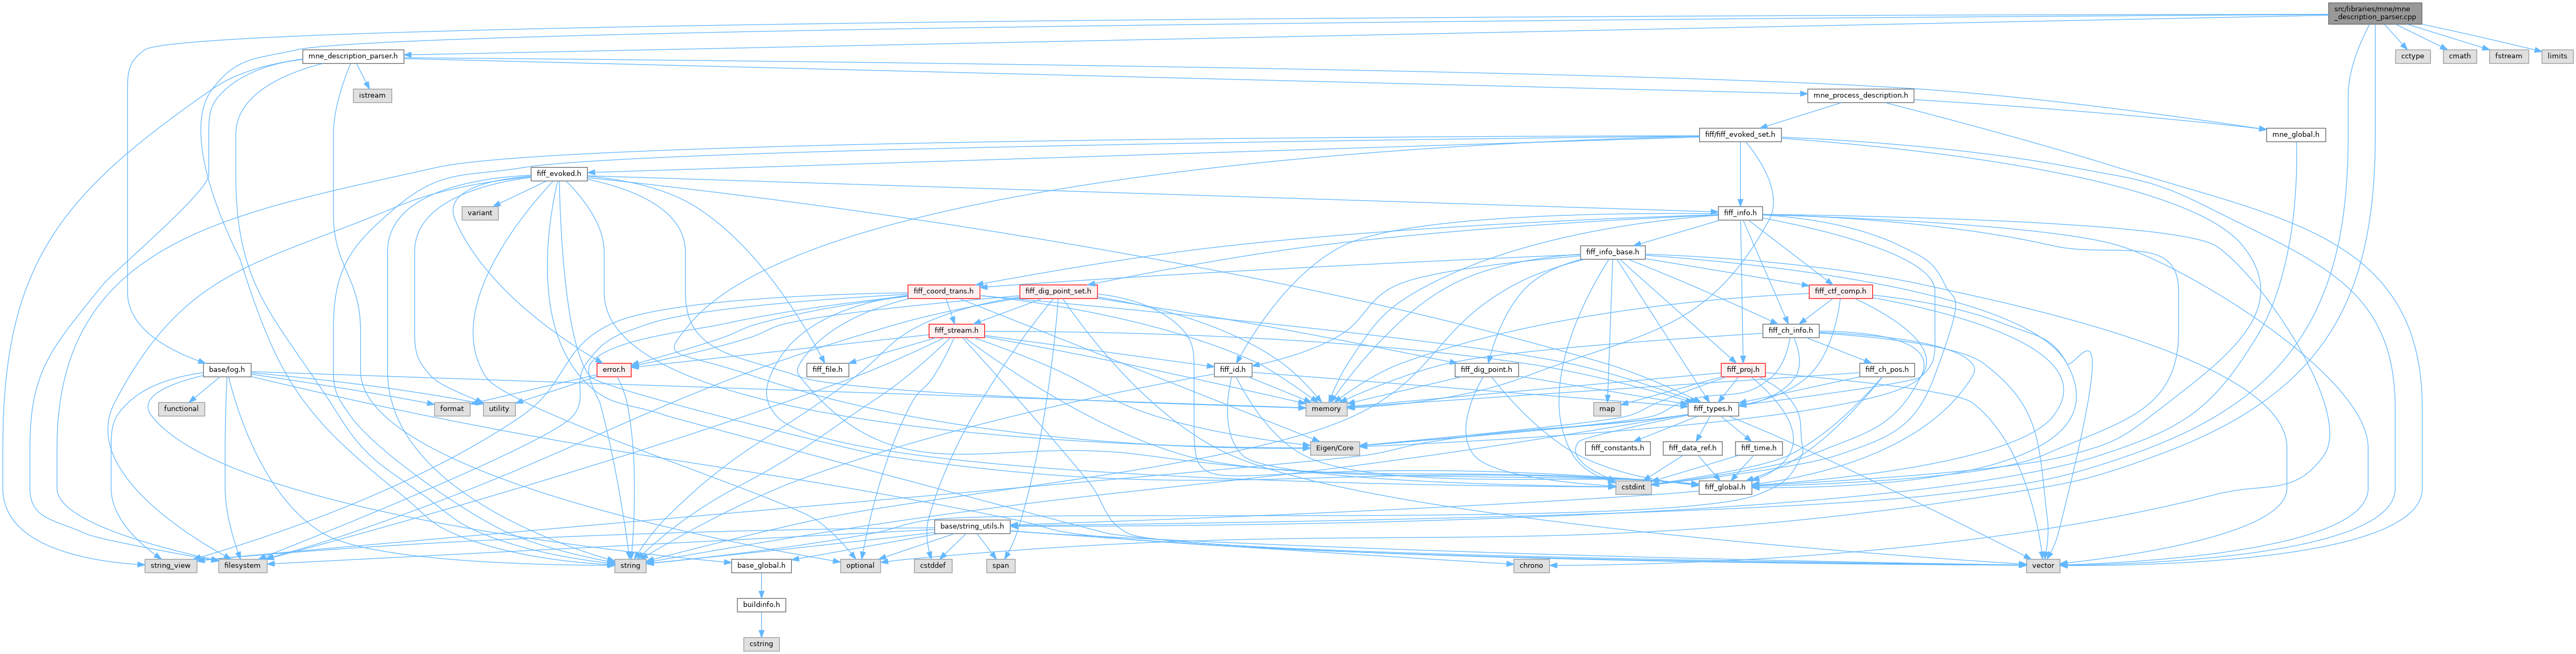 src/libraries/mne/mne
_description_parser.cpp
mne_description_parser.h
cctype
cmath
fstream
limits
istream
mne_process_description.h
fiff/fiff_evoked_set.h
mne_global.h
fiff_evoked.h
variant
fiff_info.h
fiff_info_base.h
fiff_coord_trans.h
fiff_dig_point_set.h
fiff_ctf_comp.h
fiff_stream.h
fiff_ch_info.h
base/log.h
error.h
fiff_file.h
fiff_id.h
fiff_dig_point.h
fiff_proj.h
fiff_ch_pos.h
functional
format
utility
memory
map
fiff_types.h
Eigen/Core
fiff_constants.h
fiff_data_ref.h
fiff_time.h
cstdint
fiff_global.h
base/string_utils.h
string_view
filesystem
string
base_global.h
optional
cstddef
span
chrono
vector
buildinfo.h
cstring